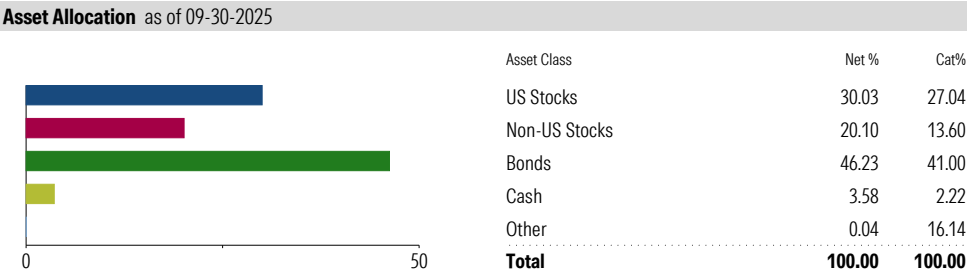 Asset Allocation as of 09-30-2025
Asset Class Net % Cat%
US Stocks 30.03 27.04
Non-US Stocks 20.10 13.60
Bonds 46.23 41.00
Cash 3.58 2.22
Other 0.04 16.14
0 50 Total 100.00 100.00